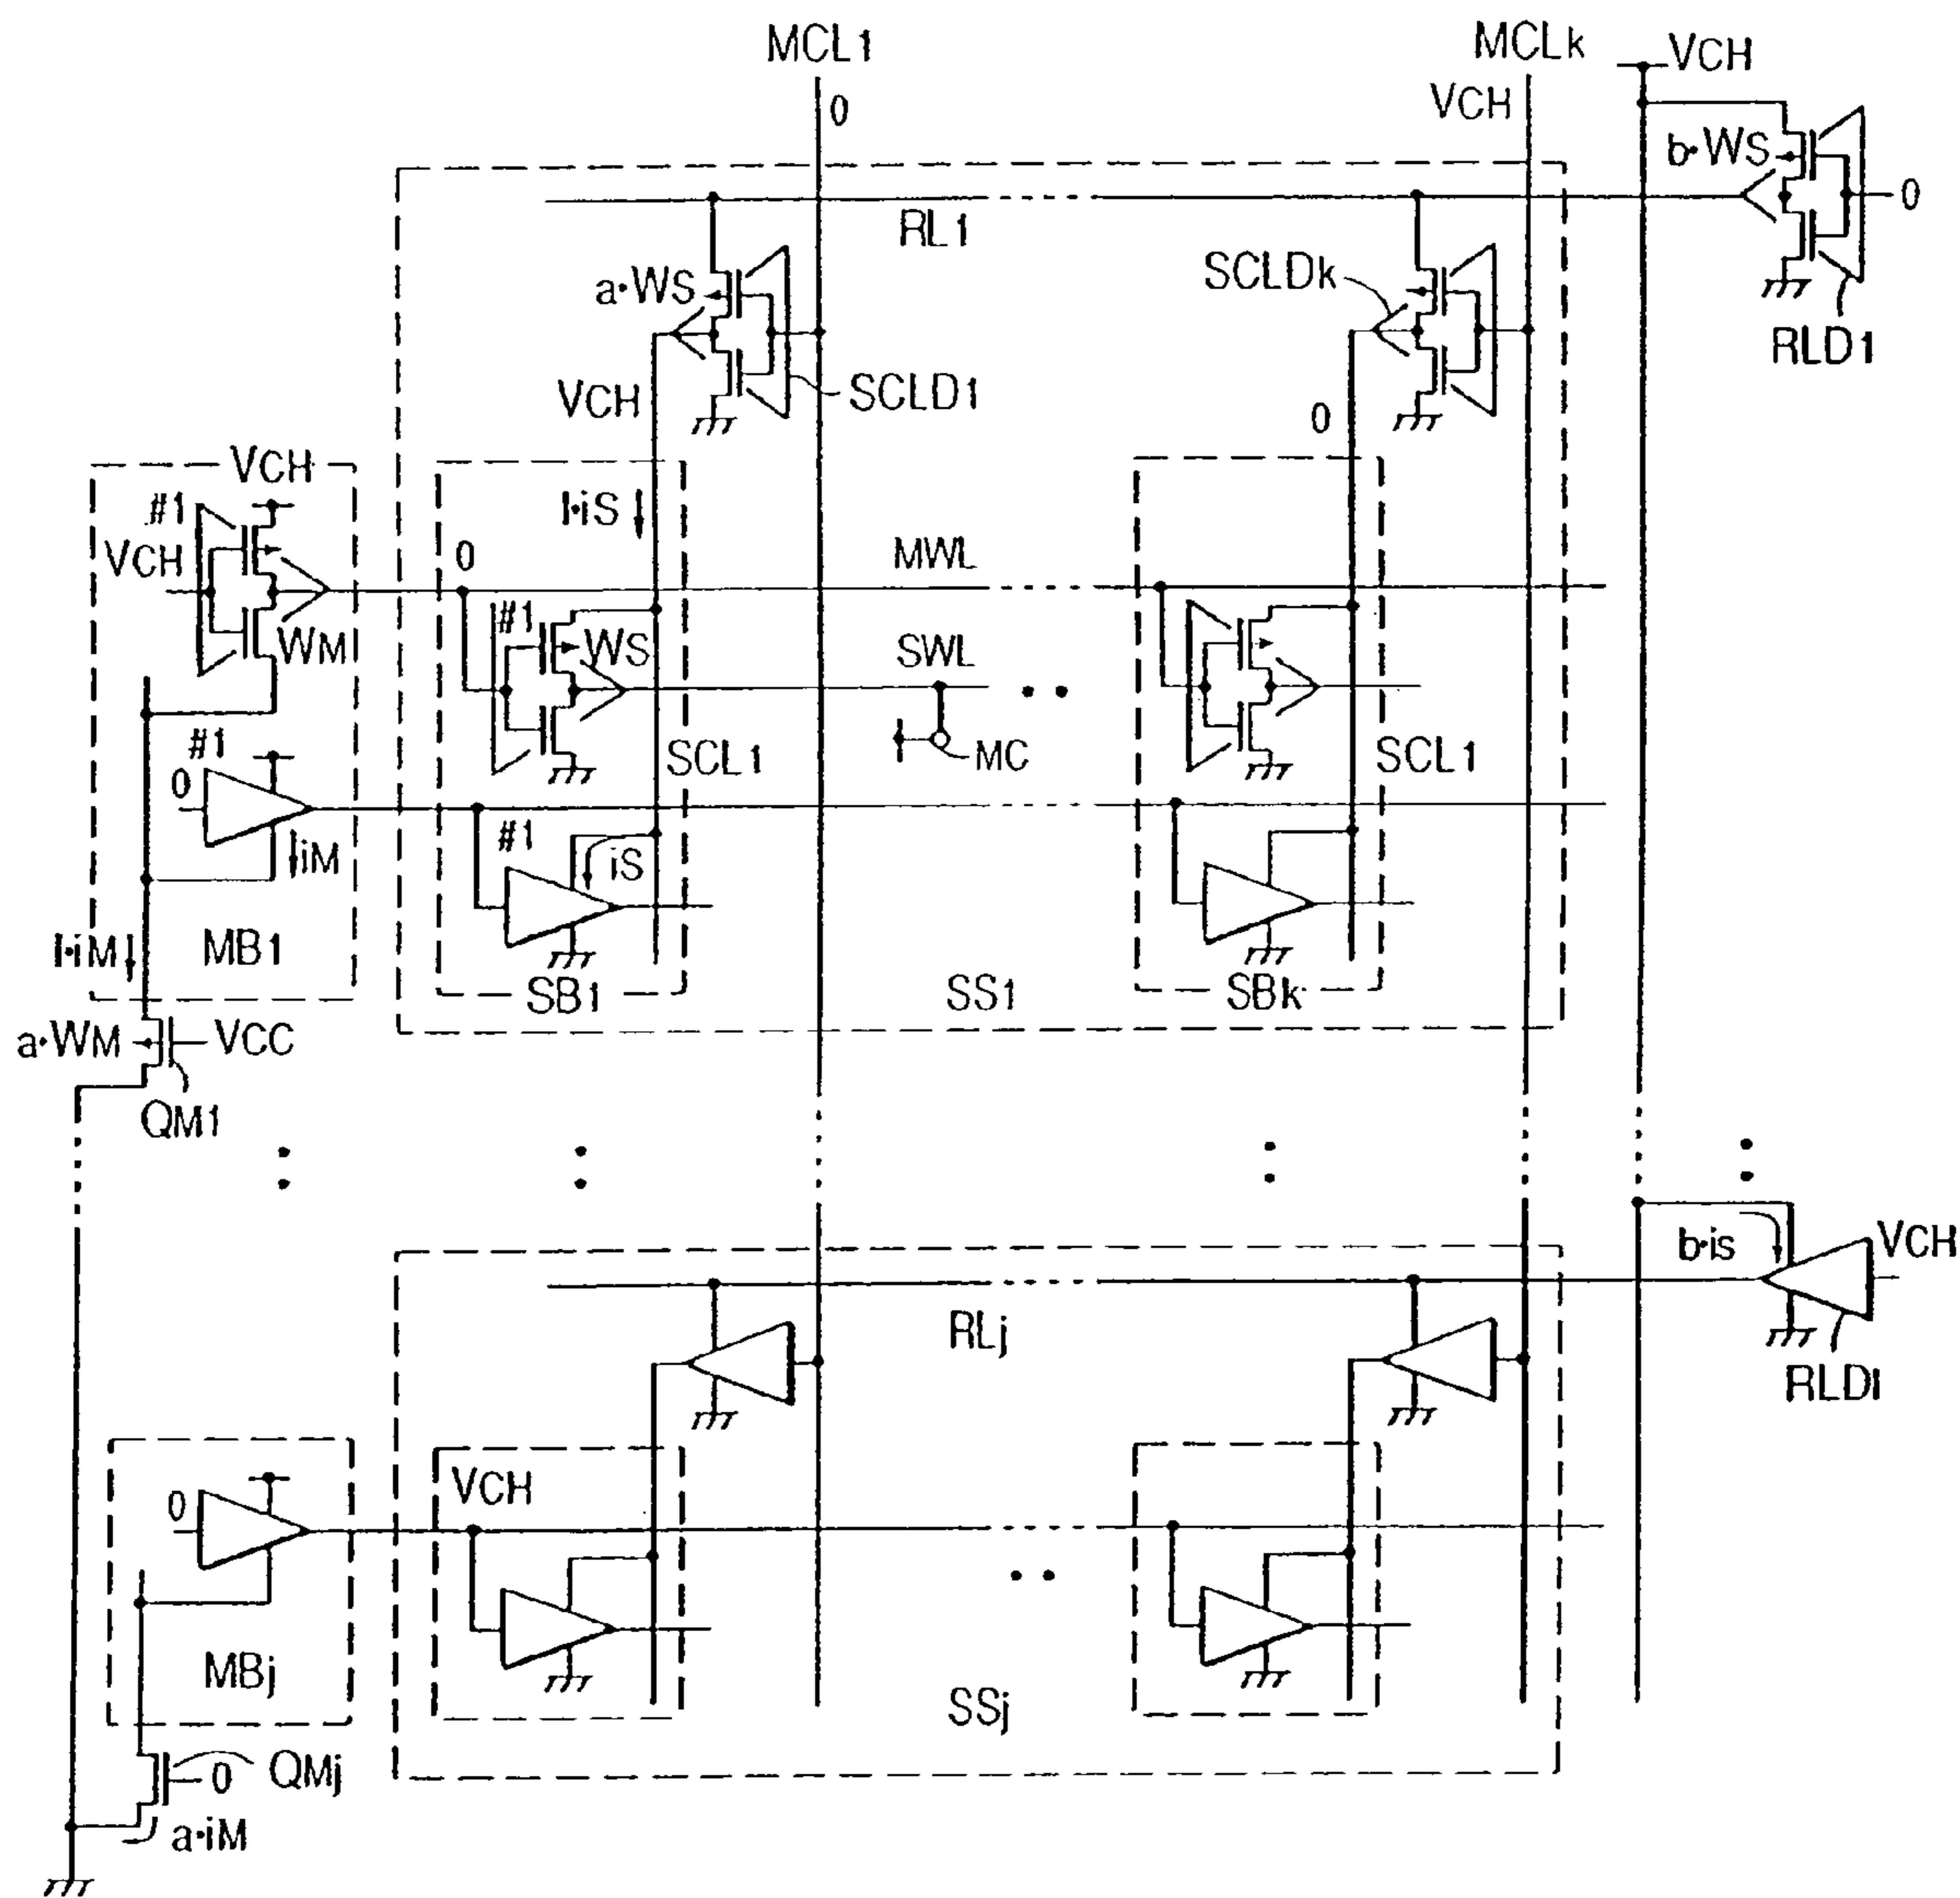 MCL1
MCLk
VCH
0
VCH
b·WS
0
RL1
a·WS
SCLDk
RLD1
VCH
SCLD1
0
VCH
#1
VCH
l·iS
0
MWL
WM
#1
WS
SWL
#1
0
SCL1
MC
SCL1
iM
#1
iS
l·iM
MB1
SB1
SS1
SBk
a·WM
VCC
QM1
b·is
VCH
RLj
RLDl
0
VCH
MBj
SSj
0
QMj
a·iM